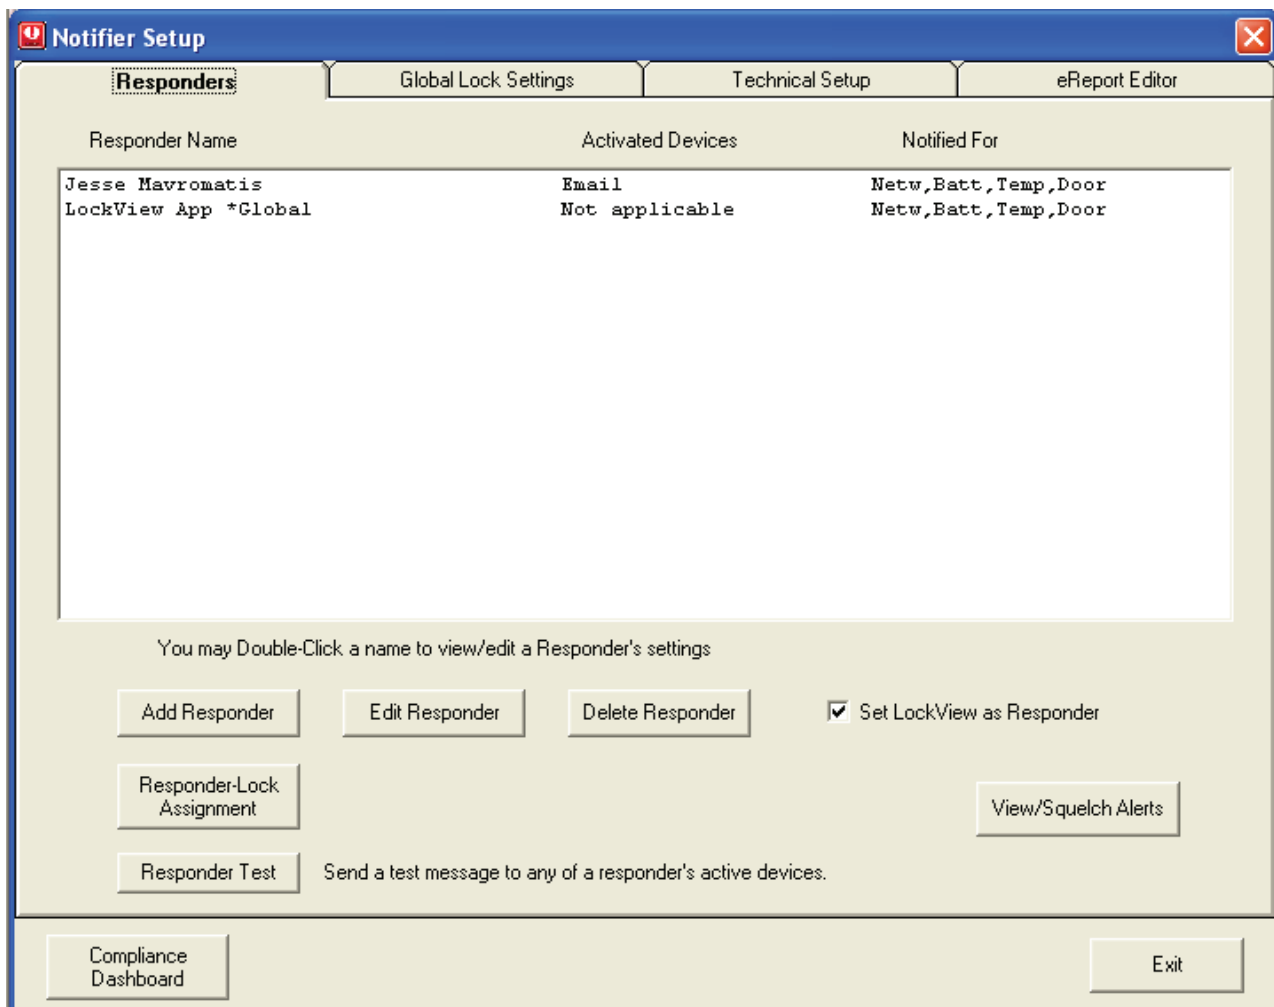 Notifier Setup
Responders Global Lock Settings Technical Setup eReport Editor
Responder Name Activated Devices Notified For
Jesse Mavromatis Email Netw,Batt,Temp,Door
LockView App *Global Not applicable Netw,Batt,Temp,Door
You may Double-Click a name to view/edit a Responder's settings
Add Responder Edit Responder Delete Responder Set LockView as Responder
Responder-Lock
Assignment
View/Squelch Alerts
Responder Test Send a test message to any of a responder's active devices.
Compliance
Dashboard
Exit